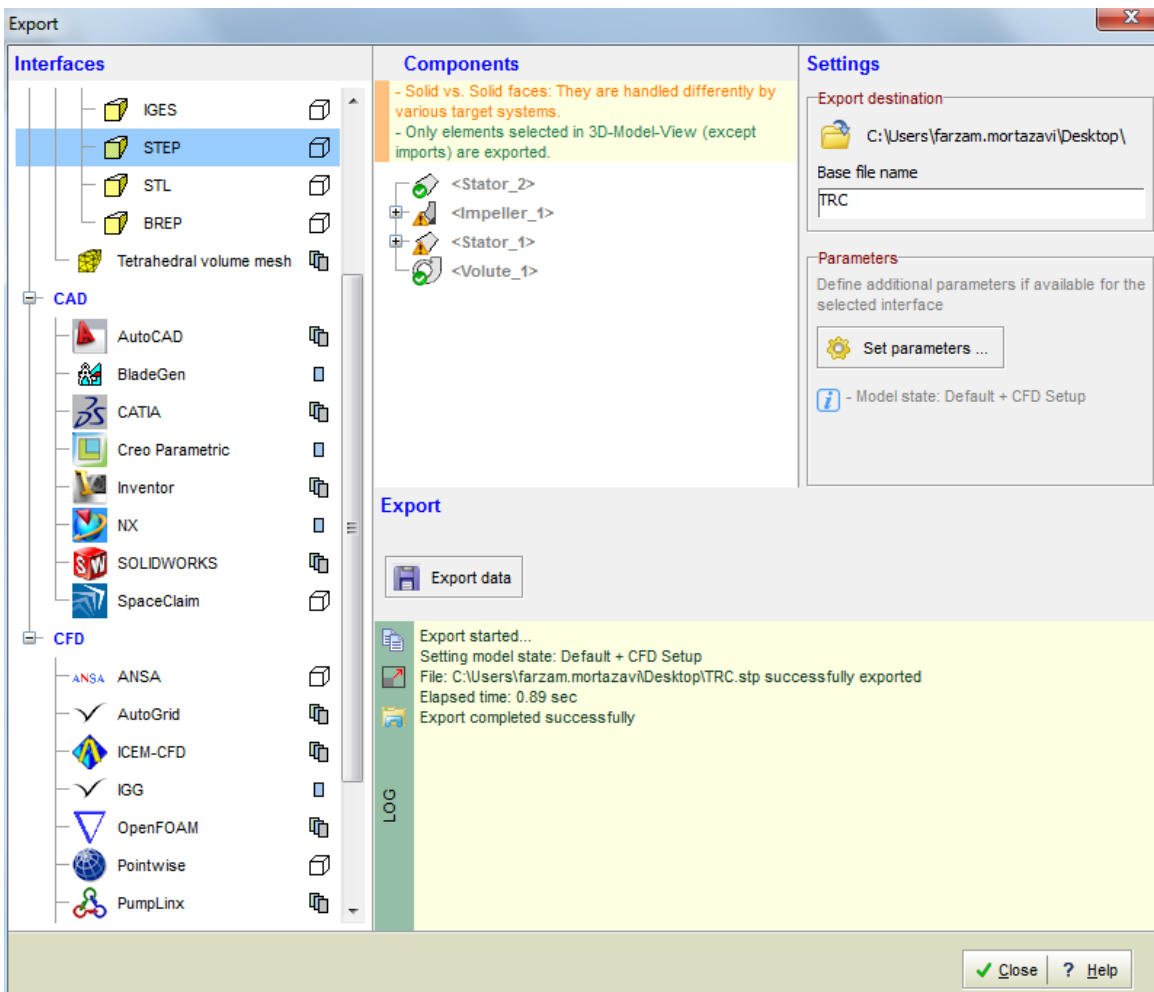 Export
X
Interfaces
IGES
STEP
STL
BREP
Tetrahedral volume mesh
CAD
AutoCAD
BladeGen
CATIA
Creo Parametric
Inventor
NX
SOLIDWORKS
SpaceClaim
CFD
ANSA ANSA
AutoGrid
ICEM-CFD
IGG
OpenFOAM
Pointwise
PumpLinx
Components
- Solid vs. Solid faces: They are handled differently by
various target systems.
- Only elements selected in 3D-Model-View (except
imports) are exported.
<Stator_2>
<Impeller_1>
<Stator_1>
<Volute_1>
Settings
Export destination
C:\Users\farzam.mortazavi\Desktop\
Base file name
TRC
Parameters
Define additional parameters if available for the
selected interface
Set parameters ...
- Model state: Default + CFD Setup
Export
Export data
LOG
Export started...
Setting model state: Default + CFD Setup
File: C:\Users\farzam.mortazavi\Desktop\TRC.stp successfully exported
Elapsed time: 0.89 sec
Export completed successfully
Close
? Help